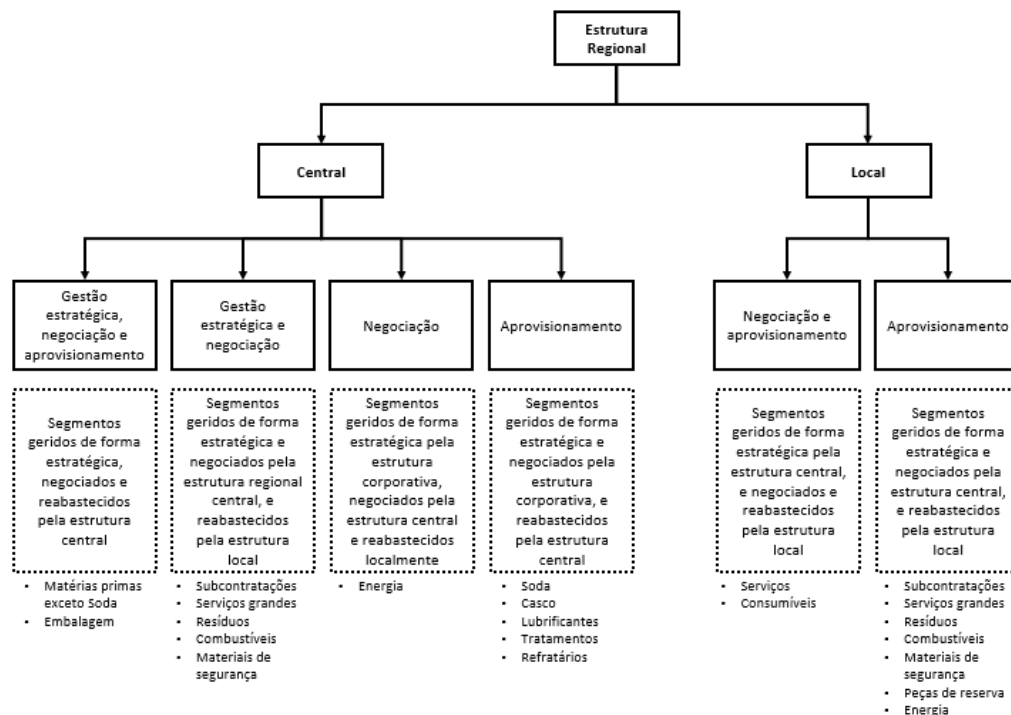 Estrutura
Regional
Central
Local
Gestão
estratégica,
negociação e
aprovisionamento
Gestão
estratégica e
negociação
Negociação
Aprovisionamento
Negociação e
aprovisionamento
Aprovisionamento
Segmentos
geridos de forma
estratégica,
negociados e
reabastecidos
pela estrutura
central
Segmentos
geridos de forma
estratégica e
negociados pela
estrutura regional
central, e
reabastecidos
pela estrutura
local
Segmentos
geridos de forma
estratégica pela
estrutura
corporativa,
negociados pela
estrutura central
e reabastecidos
localmente
Segmentos
geridos de forma
estratégica e
negociados pela
estrutura
corporativa, e
reabastecidos
pela estrutura
central
Segmentos
geridos de forma
estratégica pela
estrutura central,
e negociados e
reabastecidos
pela estrutura
local
Segmentos
geridos de forma
estratégica e
negociados pela
estrutura central,
e reabastecidos
pela estrutura
local
▪ Matérias primas
exceto Soda
▪ Embalagem
▪ Subcontratações
▪ Serviços grandes
▪ Resíduos
▪ Combustíveis
▪ Materiais de
segurança
▪ Energia
▪ Soda
▪ Casco
▪ Lubrificantes
▪ Tratamentos
▪ Refratários
▪ Serviços
▪ Consumíveis
▪ Subcontratações
▪ Serviços grandes
▪ Resíduos
▪ Combustíveis
▪ Materiais de
segurança
▪ Peças de reserva
▪ Energia